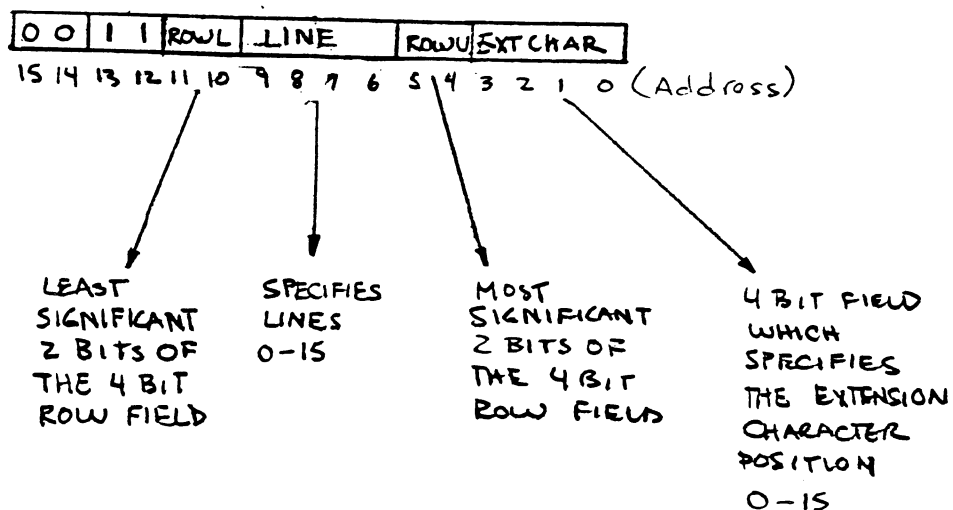 0 0 1 1 ROWL LINE ROWU EXT CHAR
15 14 13 12 11 10 9 8 7 6 5 4 3 2 1 0 (Address)
LEAST
SIGNIFICANT
2 BITS OF
THE 4 BIT
ROW FIELD
SPECIFIES
LINES
0-15
MOST
SIGNIFICANT
2 BITS OF
THE 4 BIT
ROW FIELD
4 BIT FIELD
WHICH
SPECIFIES
THE EXTENSION
CHARACTER
POSITION
0-15